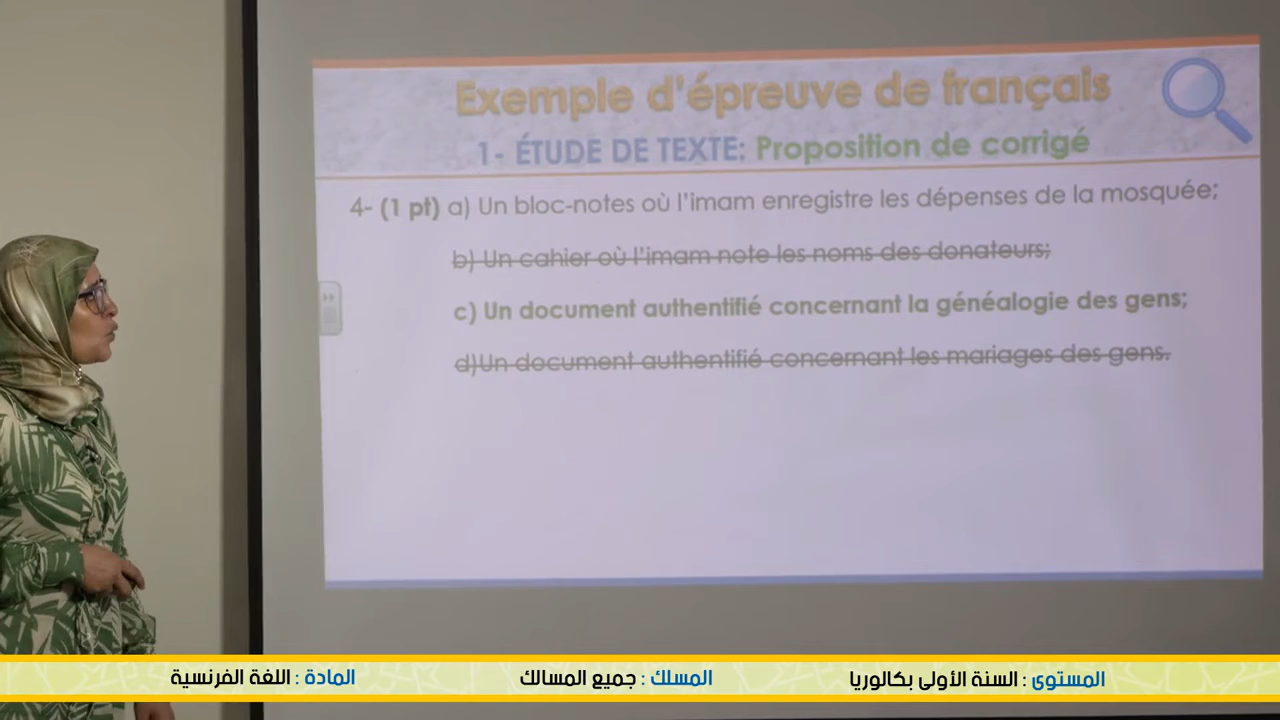 Exemple d'épreuve de français
1- ÉTUDE DE TEXTE: Proposition de corrigé
4- (1 pt) a) Un bloc-notes où l'imam enregistre les dépenses de la mosquée;
b) Un cahier où l'imam note les noms des donateurs;
c) Un document authentifié concernant la généalogie des gens;
d)Un document authentifié concernant les mariages des gens.
المستوى : السنة الأولى بكالوريا
المسلك : جميع المسالك
المادة : اللغة الفرنسية